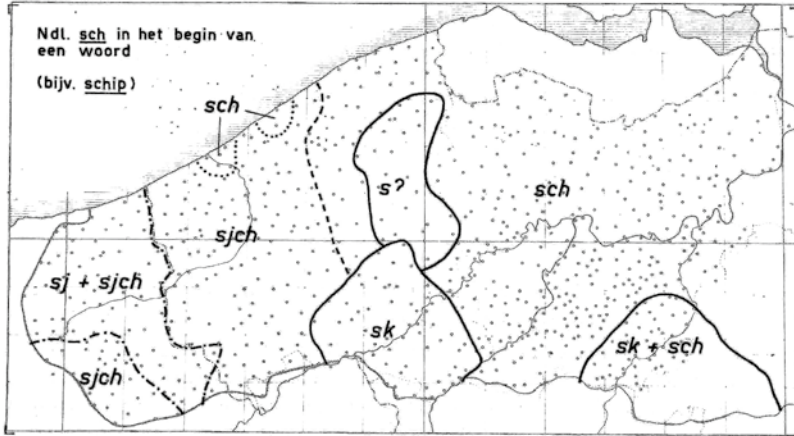 Ndl. sch in het begin van
een woord
(bijv. schip)
sch
s?
sch
sjch
sj + sjch
sk
sk + sch
sjch